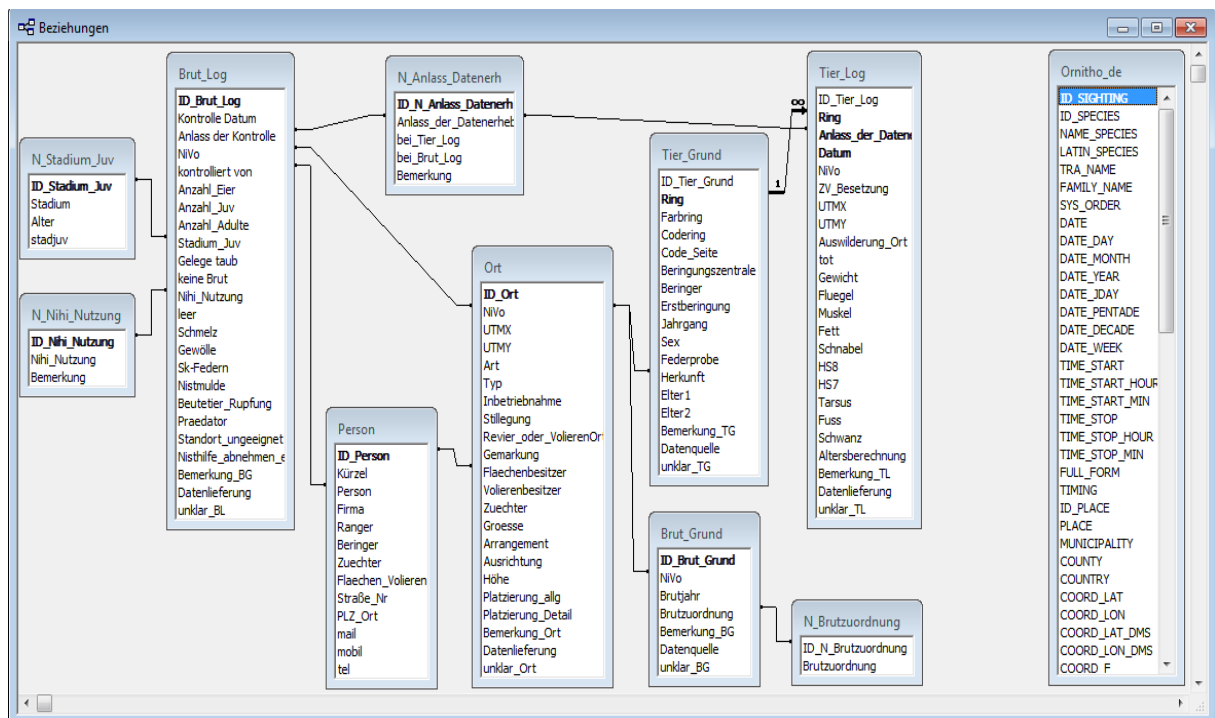 Beziehungen
N_Stadium_Juv
ID_Stadium_Juv
Stadium
Alter
stadjuv
N_Nihi_Nutzung
ID_Nihi_Nutzung
Nihi_Nutzung
Bemerkung
Brut_Log
ID_Brut_Log
Kontrolle Datum
Anlass der Kontrolle
NiVo
kontrolliert von
Anzahl_Eier
Anzahl_Juv
Anzahl_Adulte
Stadium_Juv
Gelege taub
keine Brut
Nihi_Nutzung
leer
Schmelz
Gewölle
Sk-Federn
Nistmulde
Beutetier_Rupfung
Praedator
Standort_ungeeignet
Nisthilfe_abnehmen_e
Bemerkung_BG
Datenlieferung
unklar_BL
N_Anlass_Datenerh
ID_N_Anlass_Datenerh
Anlass_der_Datenerhet
bei_Tier_Log
bei_Brut_Log
Bemerkung
Person
ID_Person
Kürzel
Person
Firma
Ranger
Beringer
Zuechter
Flaechen_Volieren
Straße_Nr
PLZ_Ort
mail
mobil
tel
Ort
ID_Ort
NiVo
UTMX
UTMY
Art
Typ
Inbetriebnahme
Stillegung
Revier_oder_VolierenOr
Gemarkung
Flaechenbesitzer
Volierenbesitzer
Zuechter
Groesse
Arrangement
Ausrichtung
Höhe
Platzierung_allg
Platzierung_Detail
Bemerkung_Ort
Datenlieferung
unklar_Ort
Tier_Grund
ID_Tier_Grund
Ring
Farbring
Codering
Code_Seite
Beringungszentrale
Beringer
Erstberingung
Jahrgang
Sex
Federprobe
Herkunft
Elter1
Elter2
Bemerkung_TG
Datenquelle
unklar_TG
1
∞
Brut_Grund
ID_Brut_Grund
NiVo
Brutjahr
Brutzuordnung
Bemerkung_BG
Datenquelle
unklar_BG
N_Brutzuordnung
ID_N_Brutzuordnung
Brutzuordnung
Tier_Log
ID_Tier_Log
Ring
Anlass_der_Datene
Datum
NiVo
ZV_Besetzung
UTMX
UTMY
Auswilderung_Ort
tot
Gewicht
Fluegel
Muskel
Fett
Schnabel
HS8
HS7
Tarsus
Fuss
Schwanz
Altersberechnung
Bemerkung_TL
Datenlieferung
unklar_TL
Ornitho_de
ID_SIGHTING
ID_SPECIES
NAME_SPECIES
LATIN_SPECIES
TRA_NAME
FAMILY_NAME
SYS_ORDER
DATE
DATE_DAY
DATE_MONTH
DATE_YEAR
DATE_JDAY
DATE_PENTADE
DATE_DECADE
DATE_WEEK
TIME_START
TIME_START_HOUR
TIME_START_MIN
TIME_STOP
TIME_STOP_HOUR
TIME_STOP_MIN
FULL_FORM
TIMING
ID_PLACE
PLACE
MUNICIPALITY
COUNTY
COUNTRY
COORD_LAT
COORD_LON
COORD_LAT_DMS
COORD_LON_DMS
COORD_F